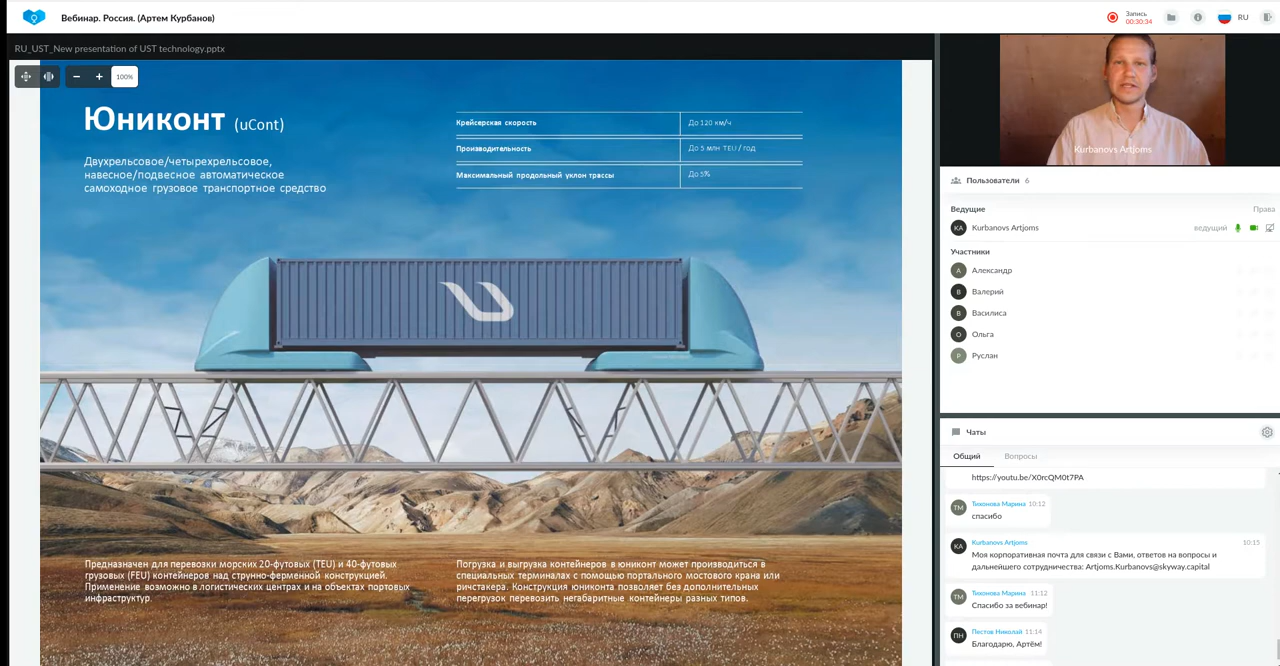 Вебинар. Россия. (Артем Курбанов)
Запись
00:30:34
RU
RU_UST_New presentation of UST technology.pptx
100%
Юниконт (uCont)
Двухрельсовое/четырехрельсовое,
навесное/подвесное автоматическое
самоходное грузовое транспортное средство
Крейсерская скорость До 120 км/ч
Производительность До 5 млн TEU / год
Максимальный продольный уклон трассы До 5%
Предназначен для перевозки морских 20-футовых (TEU) и 40-футовых
грузовых (FEU) контейнеров над струнно-ферменной конструкцией.
Применение возможно в логистических центрах и на объектах портовых
инфраструктур.
Погрузка и выгрузка контейнеров в юниконт может производиться в
специальных терминалах с помощью портального мостового крана или
ричстакера. Конструкция юниконта позволяет без дополнительных
перегрузок перевозить негабаритные контейнеры разных типов.
Kurbanovs Artjoms
Пользователи 6
Ведущие Права
KA Kurbanovs Artjoms ведущий
Участники
А Александр
В Валерий
В Василиса
О Ольга
Р Руслан
Чаты
Общий Вопросы
https://youtu.be/X0rcQM0t7PA
ТМ Тихонова Марина 10:12
спасибо
KA Kurbanovs Artjoms 10:15
Моя корпоративная почта для связи с Вами, ответов на вопросы и
дальнейшего сотрудничества: Artjoms.Kurbanovs@skyway.capital
ТМ Тихонова Марина 11:12
Спасибо за вебинар!
ПН Пестов Николай 11:14
Благодарю, Артём!